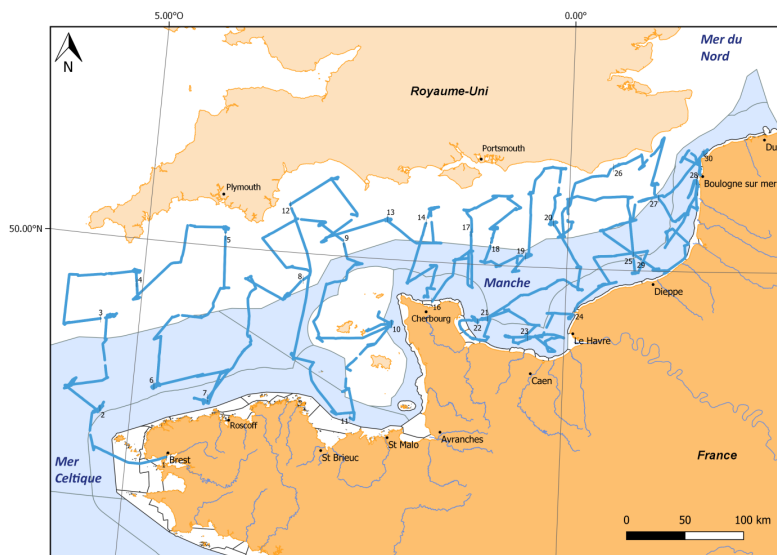 5.00°O
0.00°
Mer du
Nord
N
Royaume-Uni
Portsmouth
Du
30
26
28
Boulogne sur mer
Plymouth
27
12
13
14
20
50.00°N
5
9
17
18
19
4
8
25
29
Manche
Dieppe
3
16
Cherbourg
21
24
10
22
23
Le Havre
6
Caen
7
2
11
Roscoff
Avranches
St Malo
Mer
Celtique
1
Brest
St Brieuc
France
0 50 100 km